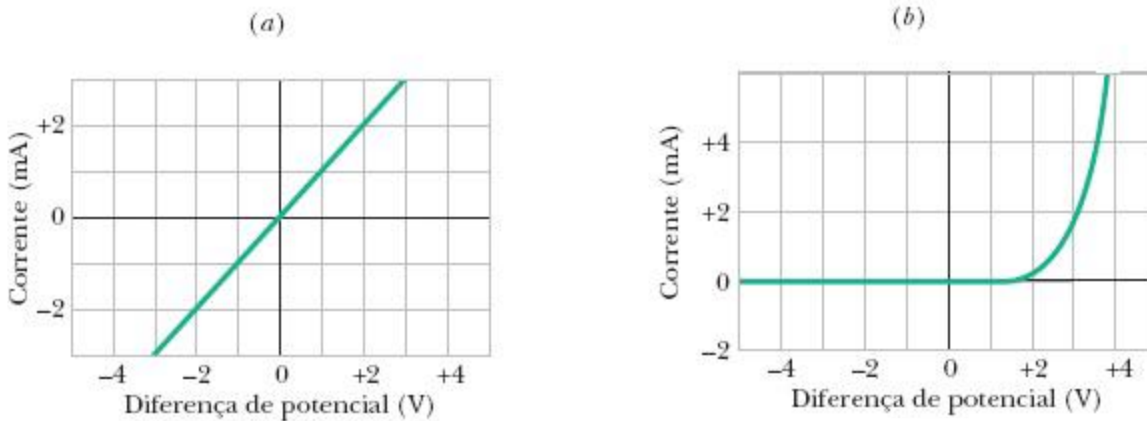 (a)
Corrente (mA)
+2
0
−2
−4 −2 0 +2 +4
Diferença de potencial (V)
(b)
Corrente (mA)
+4
+2
0
−2
−4 −2 0 +2 +4
Diferença de potencial (V)